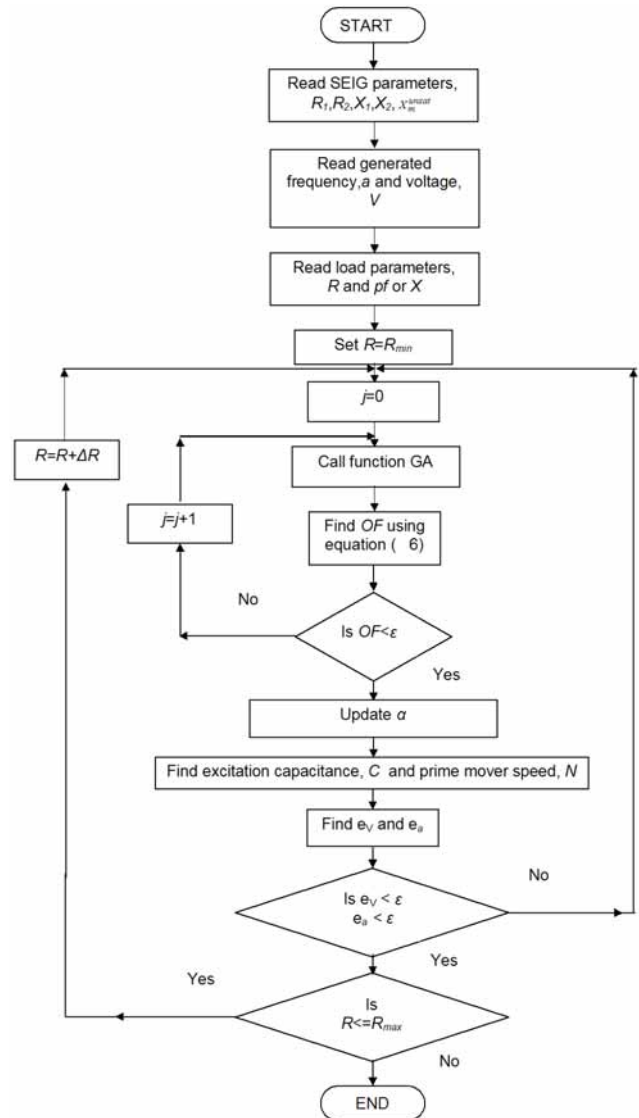 START
Read SEIG parameters,
R1,R2,X1,X2, x_m^unsat
Read generated
frequency,a and voltage,
V
Read load parameters,
R and pf or X
Set R=Rmin
j=0
R=R+ΔR
Call function GA
j=j+1
Find OF using
equation ( 6)
No
Is OF<ε
Yes
Update α
Find excitation capacitance, C and prime mover speed, N
Find eV and ea
No
Is eV < ε
ea < ε
Yes
Yes
Is
R<=Rmax
No
END